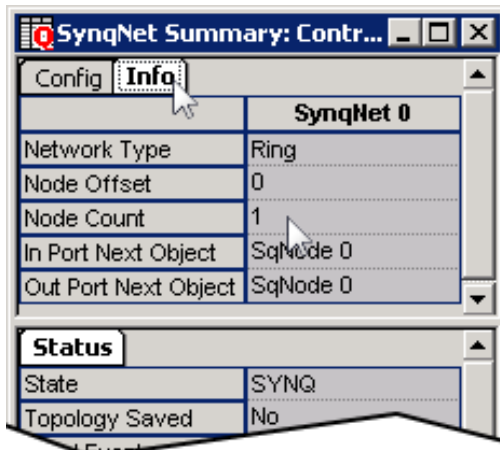 SynqNet Summary: Contr...
Config Info
SynqNet 0
Network Type Ring
Node Offset 0
Node Count 1
In Port Next Object SqNode 0
Out Port Next Object SqNode 0
Status
State SYNQ
Topology Saved No